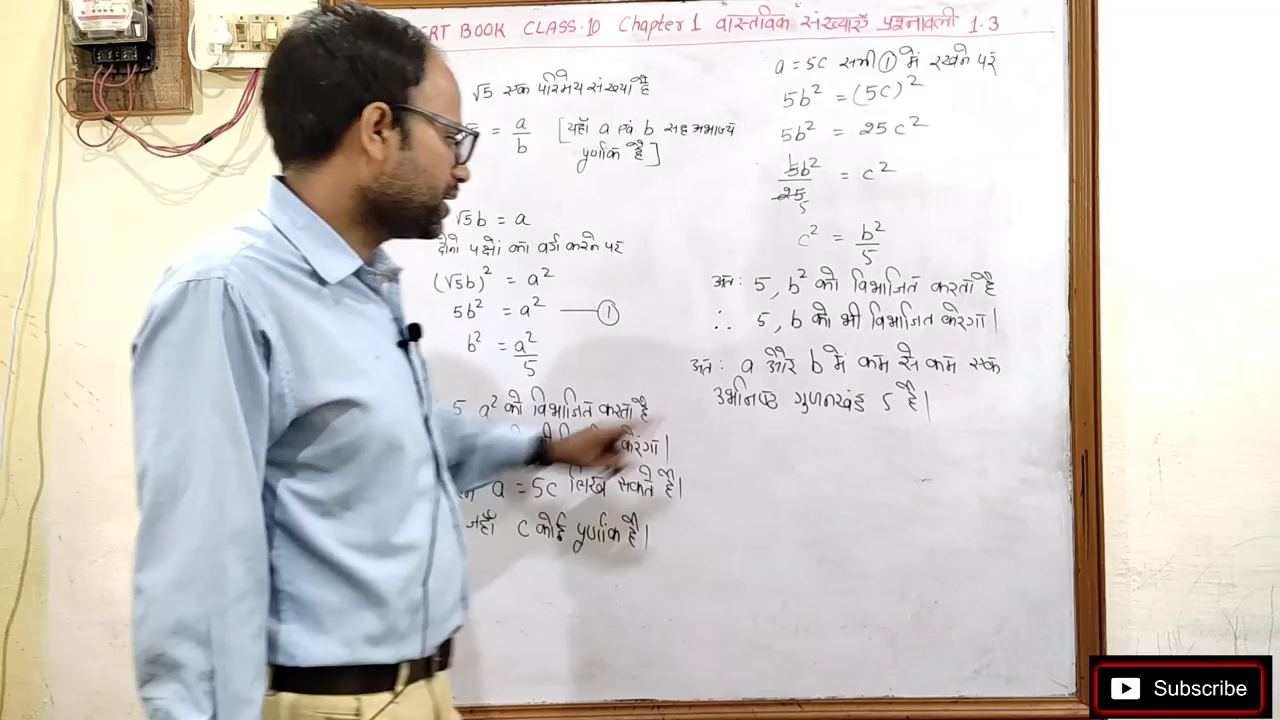 ERT BOOK CLASS.10 Chapter 1 वास्तविक संख्याएँ प्रश्नावली 1.3
√5 एक परिमेय संख्या है
= a/b [यहाँ a एवं b सह अभाज्य
पूर्णांक है]
√5b = a
दोनो पक्षों का वर्ग करने पर
(√5b)² = a²
5b² = a² —— ①
b² = a²/5
5 a² को विभाजित करता है
करेगा।
a = 5c लिख सकते है।
जहाँ c कोई पूर्णांक है।
a = 5c समी ① में रखने पर
5b² = (5c)²
5b² = 25c²
5b²/25 = c²
1
5
c² = b²/5
अतः 5, b² को विभाजित करता है
∴ 5, b को भी विभाजित करेगा।
अतः a और b में कम से कम एक
उभयनिष्ठ गुणनखंड 5 है।
Subscribe